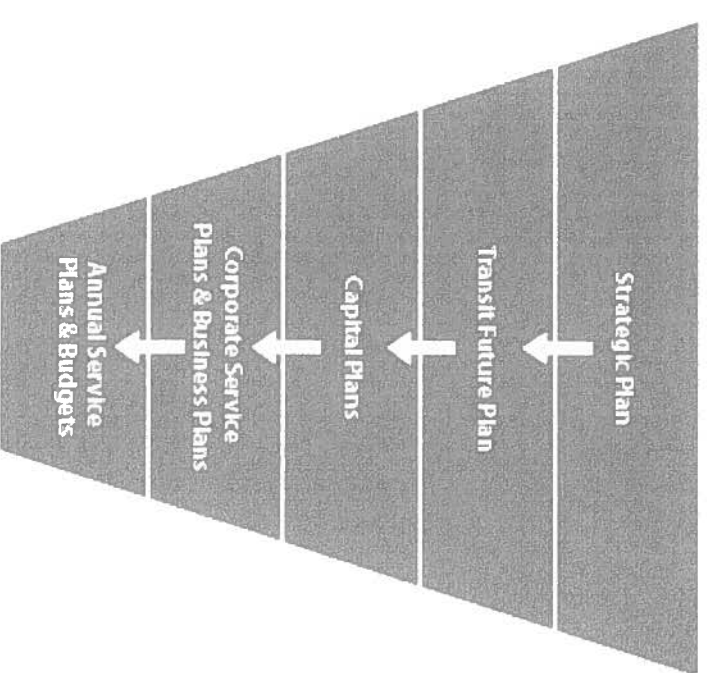 Strategic Plan
Transit Future Plan
Capital Plans
Corporate Service
Plans & Business Plans
Annual Service
Plans & Budgets